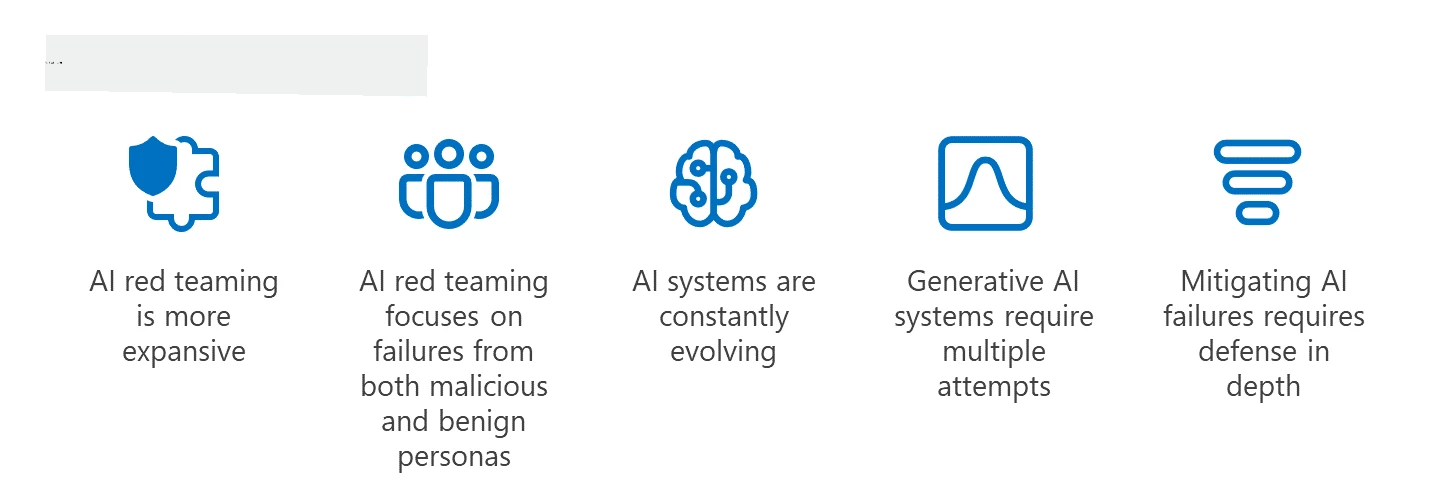 AI red teaming
is more
expansive
AI red teaming
focuses on
failures from
both malicious
and benign
personas
AI systems are
constantly
evolving
Generative AI
systems require
multiple
attempts
Mitigating AI
failures requires
defense in
depth